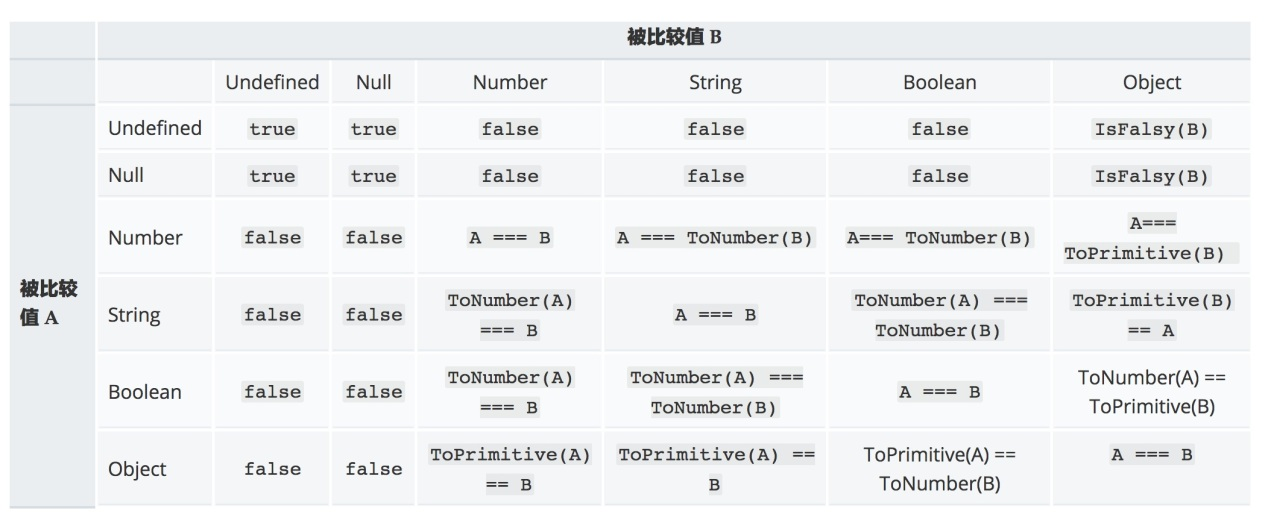 被比较值 B
Undefined Null Number String Boolean Object
Undefined true true false false false IsFalsy(B)
Null true true false false false IsFalsy(B)
Number false false A === B A === ToNumber(B) A=== ToNumber(B) A===
ToPrimitive(B)
被比较
值 A
String false false ToNumber(A)
=== B
A === B
ToNumber(A) ===
ToNumber(B)
ToPrimitive(B)
== A
Boolean false false ToNumber(A)
=== B
ToNumber(A) ===
ToNumber(B)
A === B
ToNumber(A) ==
ToPrimitive(B)
Object false false ToPrimitive(A)
== B
ToPrimitive(A) ==
B
ToPrimitive(A) ==
ToNumber(B)
A === B